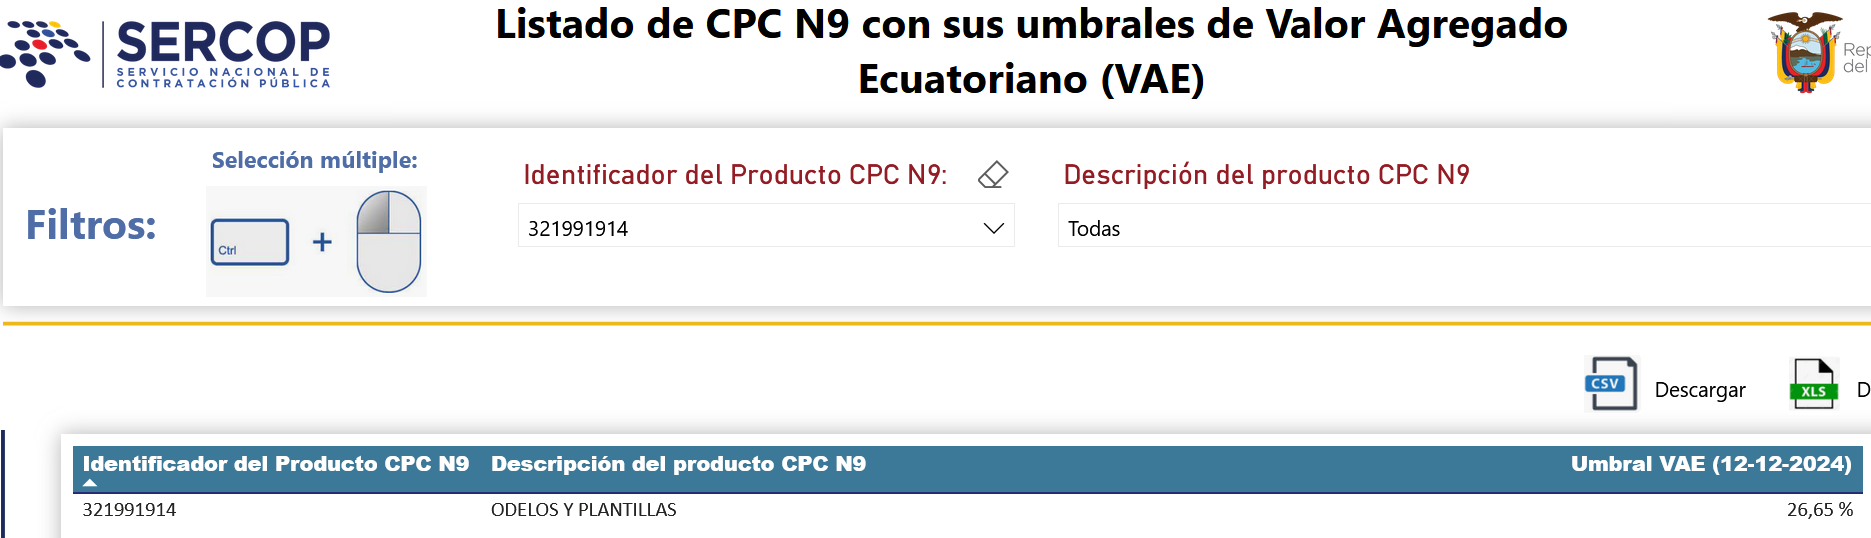 SERCOP
SERVICIO NACIONAL DE
CONTRATACIÓN PÚBLICA
Listado de CPC N9 con sus umbrales de Valor Agregado
Ecuatoriano (VAE)
Filtros:
Selección múltiple:
Ctrl
+
Identificador del Producto CPC N9:
321991914
Descripción del producto CPC N9
Todas
CSV
Descargar
XLS
Identificador del Producto CPC N9 Descripción del producto CPC N9 Umbral VAE (12-12-2024)
321991914 ODELOS Y PLANTILLAS 26,65 %